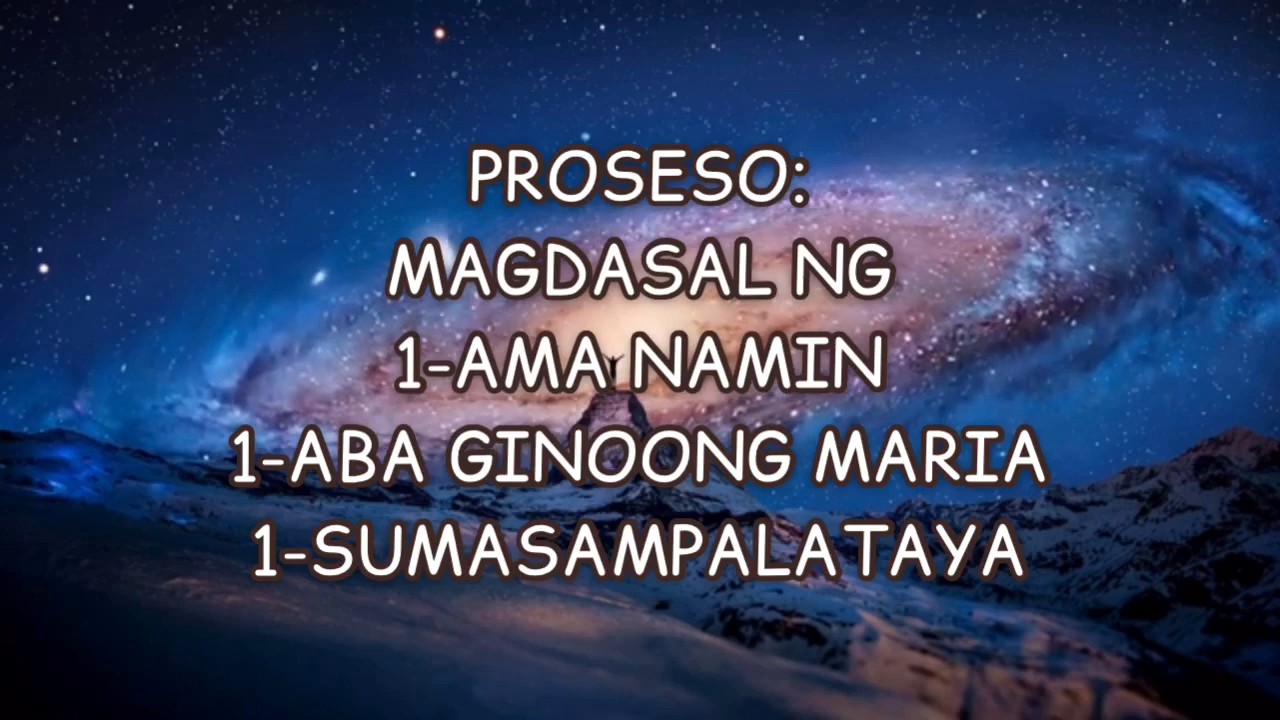 PROSESO:
MAGDASAL NG
1-AMA NAMIN
1-ABA GINOONG MARIA
1-SUMASAMPALATAYA